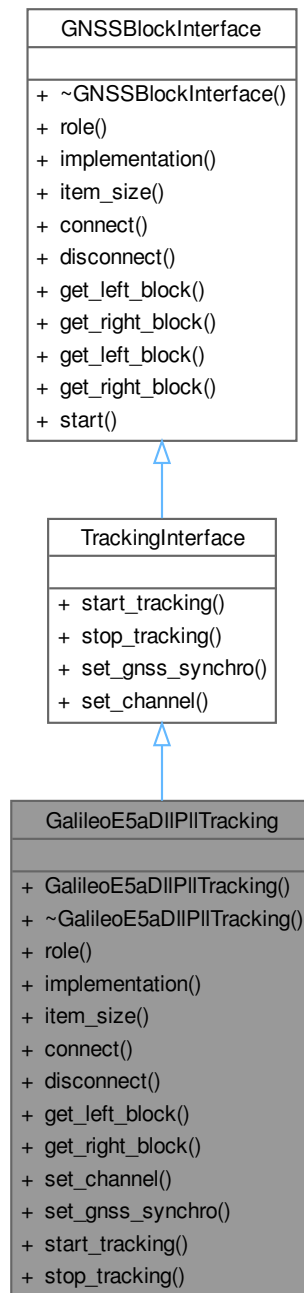 GNSSBlockInterface
+ ~GNSSBlockInterface()
+ role()
+ implementation()
+ item_size()
+ connect()
+ disconnect()
+ get_left_block()
+ get_right_block()
+ get_left_block()
+ get_right_block()
+ start()
TrackingInterface
+ start_tracking()
+ stop_tracking()
+ set_gnss_synchro()
+ set_channel()
GalileoE5aDllPllTracking
+ GalileoE5aDllPllTracking()
+ ~GalileoE5aDllPllTracking()
+ role()
+ implementation()
+ item_size()
+ connect()
+ disconnect()
+ get_left_block()
+ get_right_block()
+ set_channel()
+ set_gnss_synchro()
+ start_tracking()
+ stop_tracking()